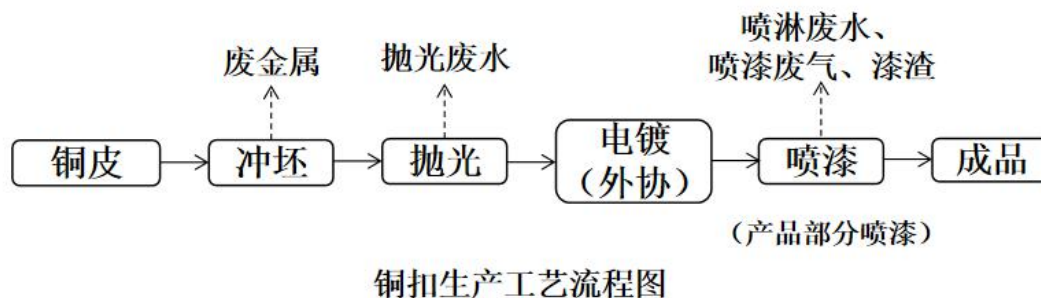 喷淋废水、
喷漆废气、漆渣
废金属
抛光废水
铜皮
冲坯
抛光
电镀
（外协）
喷漆
成品
（产品部分喷漆）
铜扣生产工艺流程图